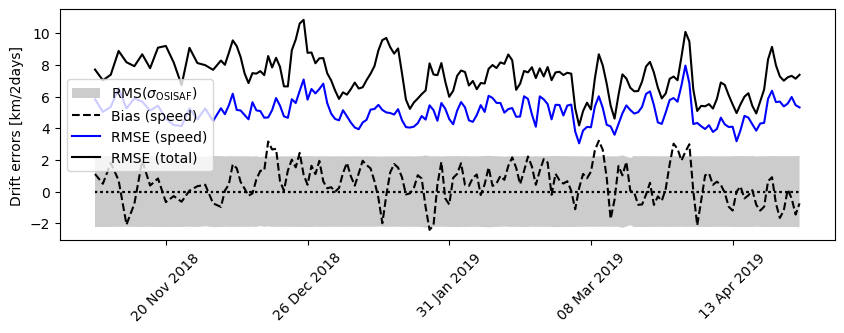 Drift errors [km/2days]
10
8
6
4
2
0
−2
RMS(σOSISAF)
Bias (speed)
RMSE (speed)
RMSE (total)
20 Nov 2018
26 Dec 2018
31 Jan 2019
08 Mar 2019
13 Apr 2019